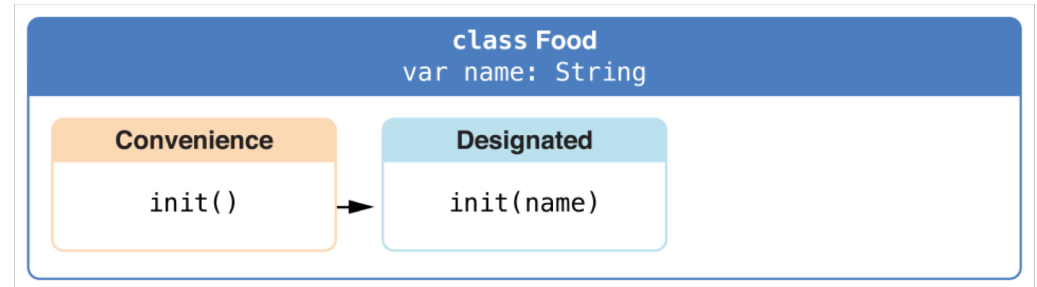 class Food
var name: String
Convenience
init()
Designated
init(name)